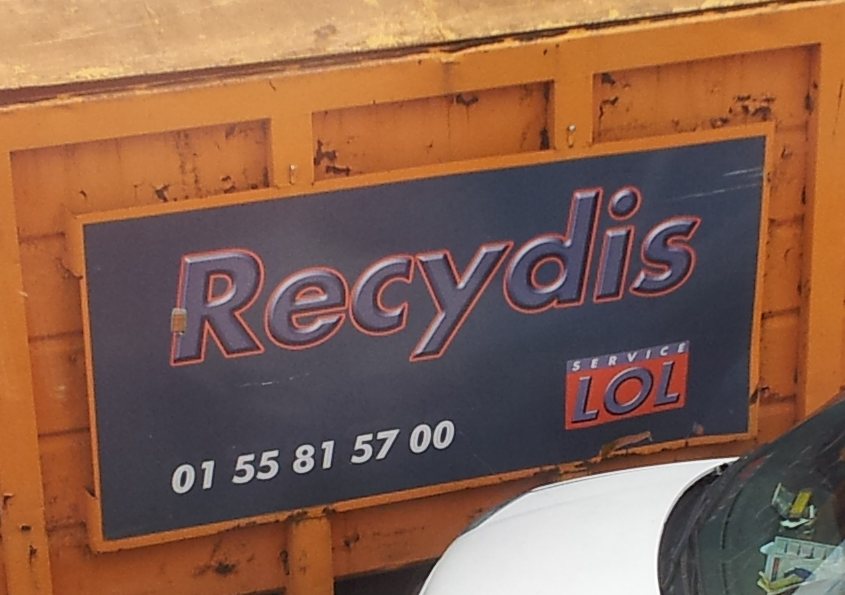 Recydis
SERVICE
LOL
01 55 81 57 00